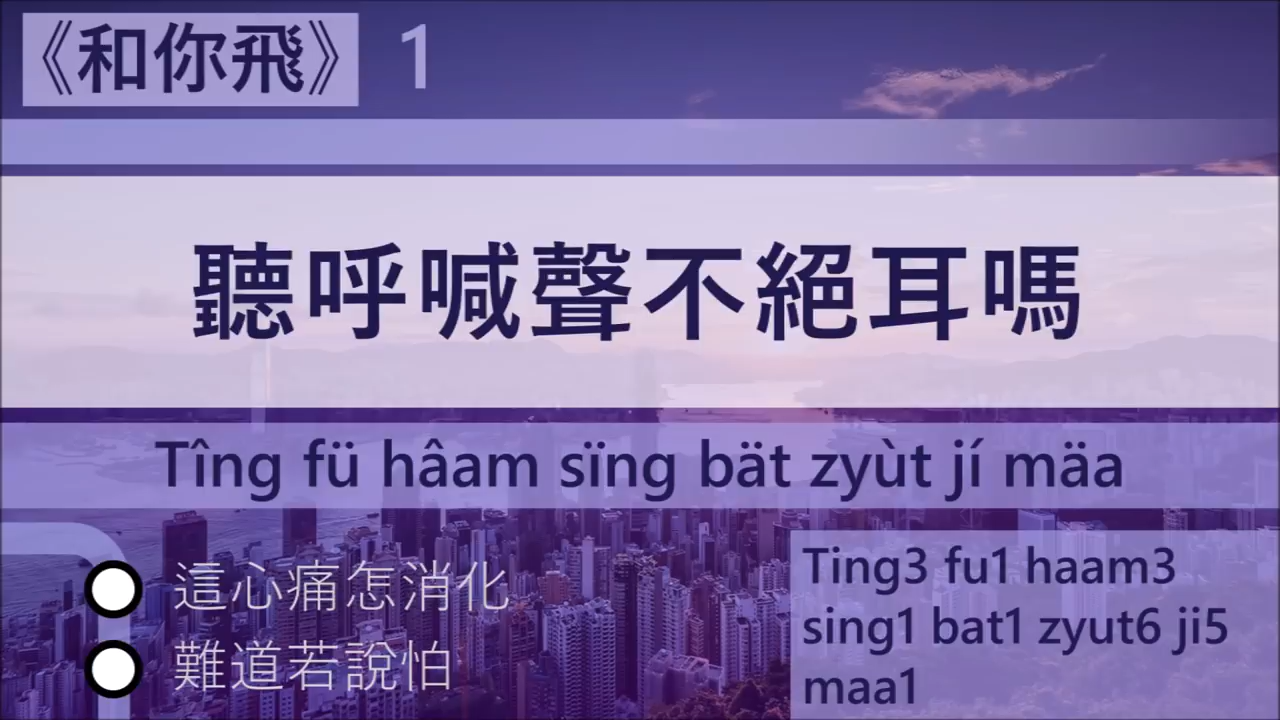 《和你飛》 1
聽呼喊聲不絕耳嗎
Tîng fü hâam sïng bät zyùt jí mäa
這心痛怎消化
難道若說怕
Ting3 fu1 haam3
sing1 bat1 zyut6 ji5
maa1